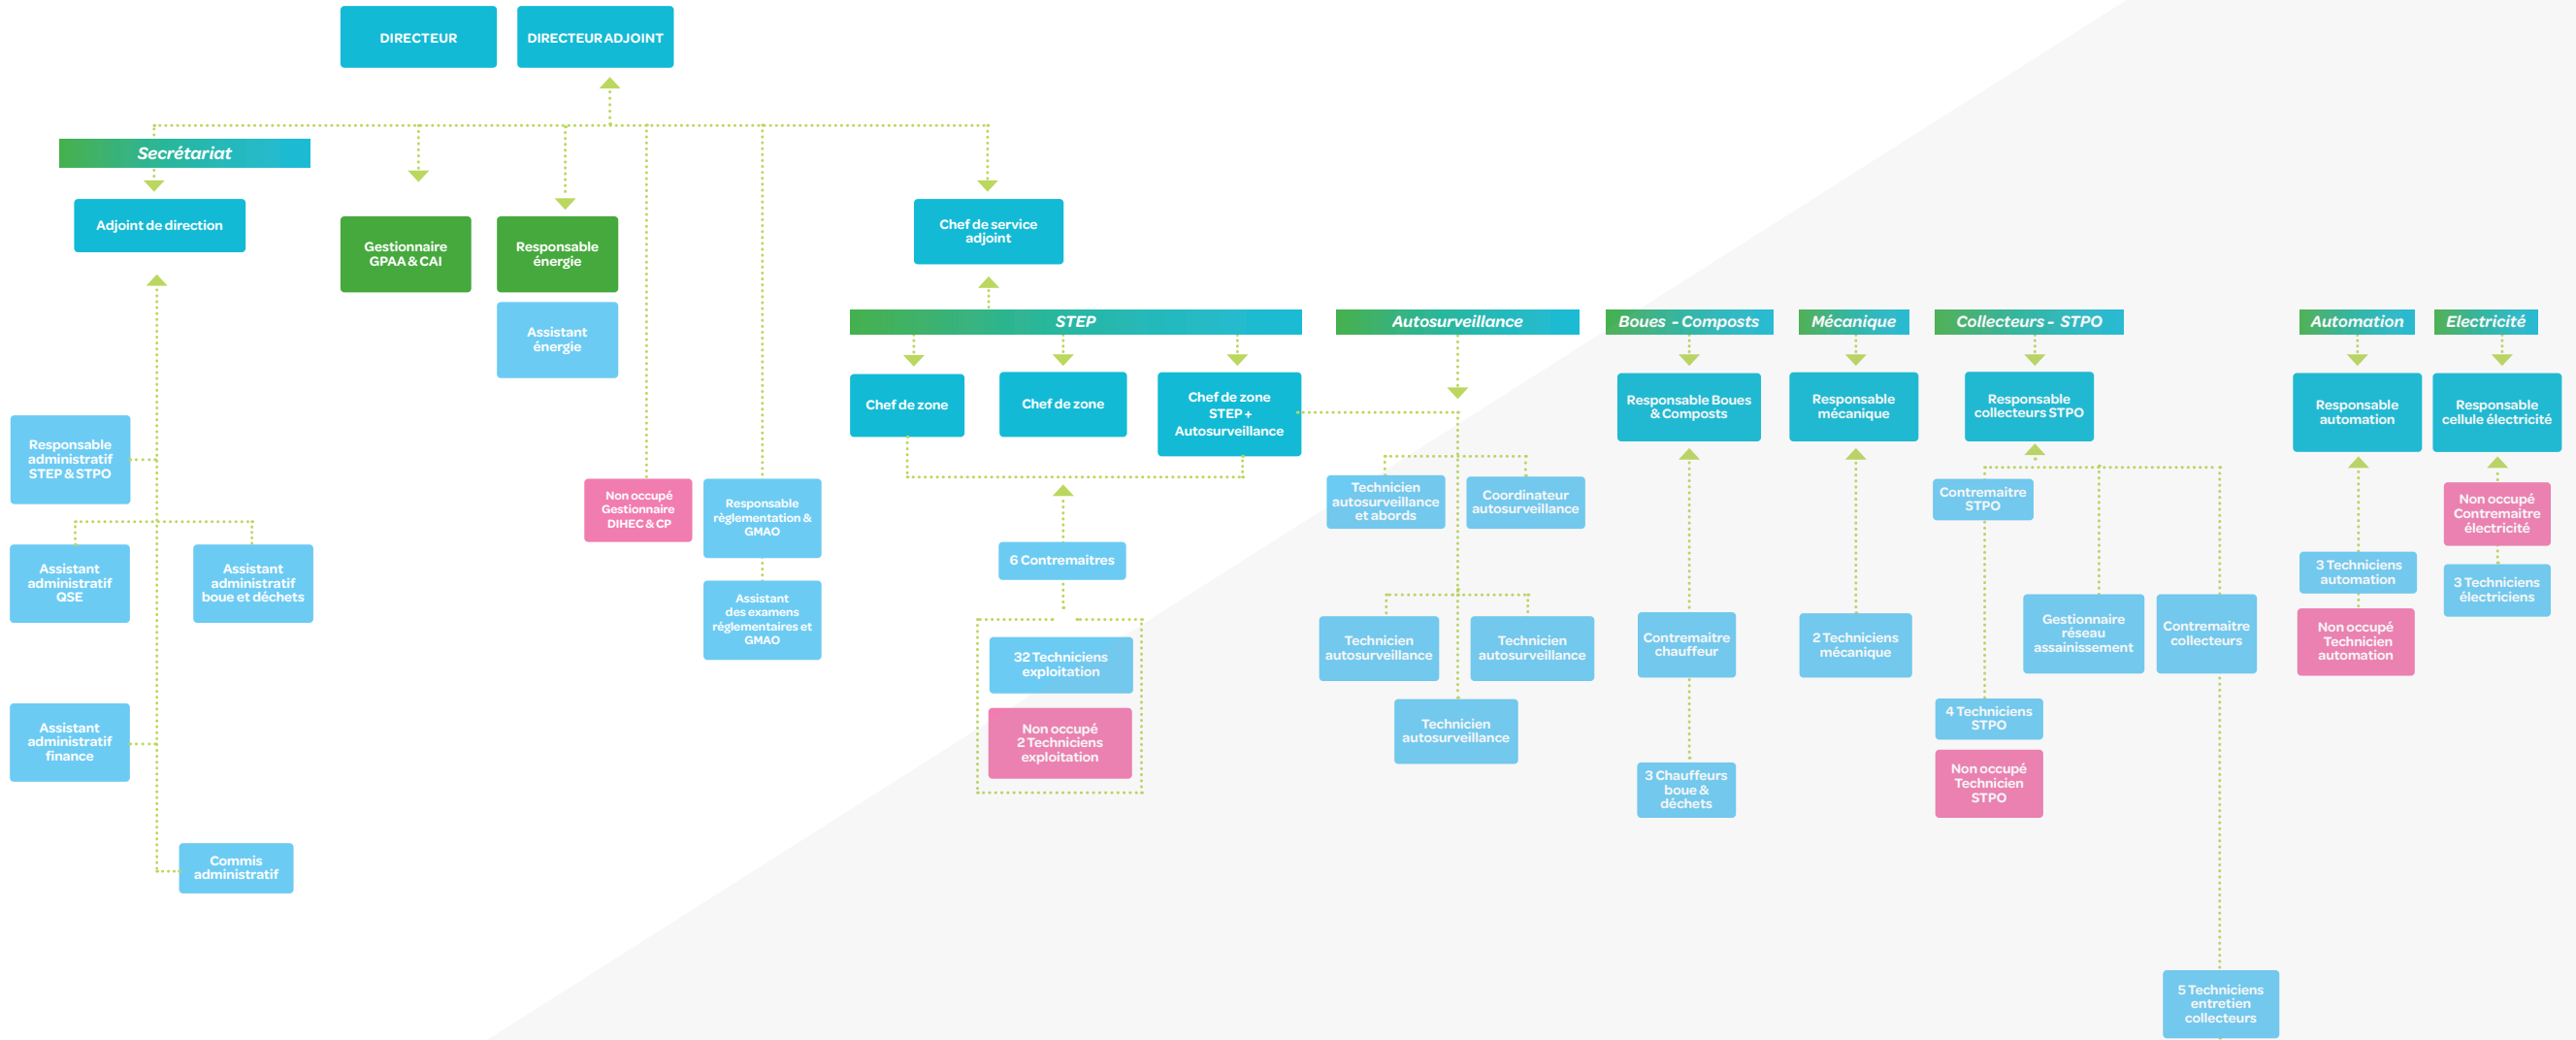 DIRECTEUR
DIRECTEUR ADJOINT
Secrétariat
Adjoint de direction
Gestionnaire
GPAA & CAI
Responsable
énergie
Assistant
énergie
Chef de service
adjoint
Responsable
administratif
STEP & STPO
Assistant
administratif
QSE
Assistant
administratif
boue et déchets
Assistant
administratif
finance
Commis
administratif
Non occupé
Gestionnaire
DIHEC & CP
Responsable
règlementation &
GMAO
Assistant
des examens
réglementaires et
GMAO
STEP
Chef de zone
Chef de zone
Chef de zone
STEP +
Autosurveillance
6 Contremaitres
32 Techniciens
exploitation
Non occupé
2 Techniciens
exploitation
Autosurveillance
Technicien
autosurveillance
et abords
Coordinateur
autosurveillance
Technicien
autosurveillance
Technicien
autosurveillance
Technicien
autosurveillance
Boues - Composts
Responsable Boues
& Composts
Contremaitre
chauffeur
3 Chauffeurs
boue &
déchets
Mécanique
Responsable
mécanique
2 Techniciens
mécanique
Collecteurs - STPO
Responsable
collecteurs STPO
Contremaitre
STPO
4 Techniciens
STPO
Non occupé
Technicien
STPO
Gestionnaire
réseau
assainissement
Contremaitre
collecteurs
5 Techniciens
entretien
collecteurs
Automation
Responsable
automation
3 Techniciens
automation
Non occupé
Technicien
automation
Electricité
Responsable
cellule électricité
Non occupé
Contremaitre
électricité
3 Techniciens
électriciens